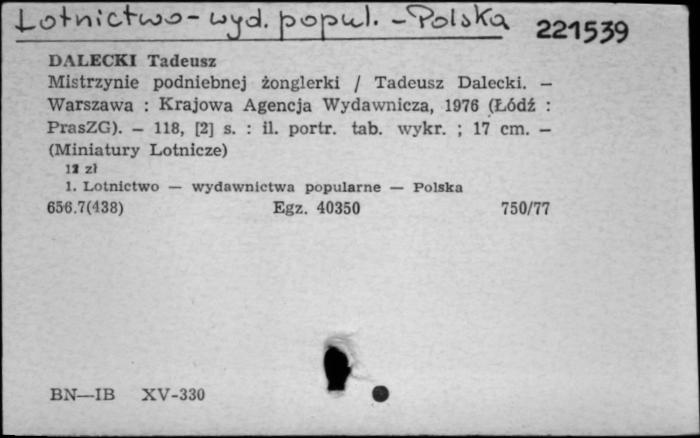 Lotnictwo - wyd. popul. - Polska 221539
DALECKI Tadeusz
Mistrzynie podniebnej żonglerki / Tadeusz Dalecki. —
Warszawa : Krajowa Agencja Wydawnicza, 1976 (Łódź :
PrasZG). — 118, [2] s. : il. portr. tab. wykr. ; 17 cm. —
(Miniatury Lotnicze)
zł
1. Lotnictwo — wydawnictwa popularne — Polska
656.7(438) Egz. 40350 750/77
BN—IB XV-330